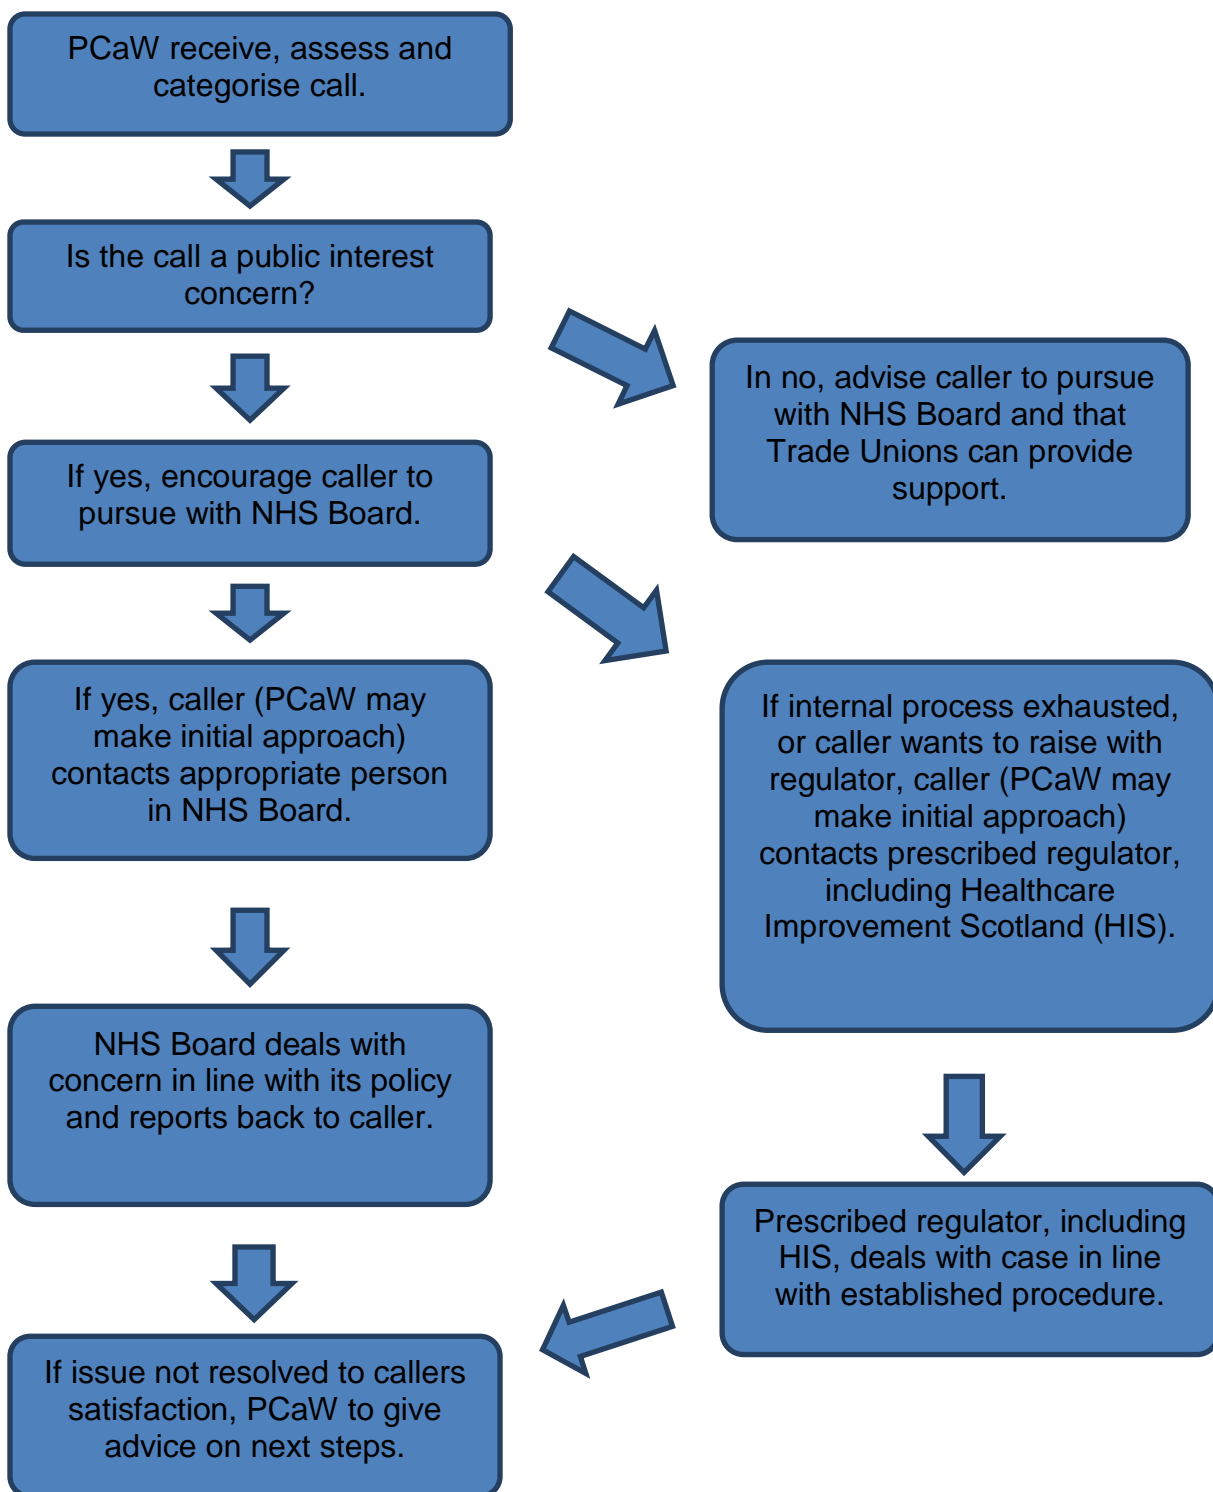 PCaW receive, assess and
categorise call.
Is the call a public interest
concern?
In no, advise caller to pursue
with NHS Board and that
Trade Unions can provide
support.
If yes, encourage caller to
pursue with NHS Board.
If yes, caller (PCaW may
make initial approach)
contacts appropriate person
in NHS Board.
If internal process exhausted,
or caller wants to raise with
regulator, caller (PCaW may
make initial approach)
contacts prescribed regulator,
including Healthcare
Improvement Scotland (HIS).
NHS Board deals with
concern in line with its policy
and reports back to caller.
Prescribed regulator, including
HIS, deals with case in line
with established procedure.
If issue not resolved to callers
satisfaction, PCaW to give
advice on next steps.